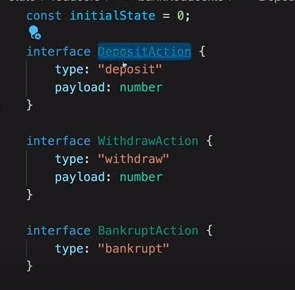 const initialState = 0;
interface DepositAction {
type: "deposit"
payload: number
}
interface WithdrawAction {
type: "withdraw"
payload: number
}
interface BankruptAction {
type: "bankrupt"
}